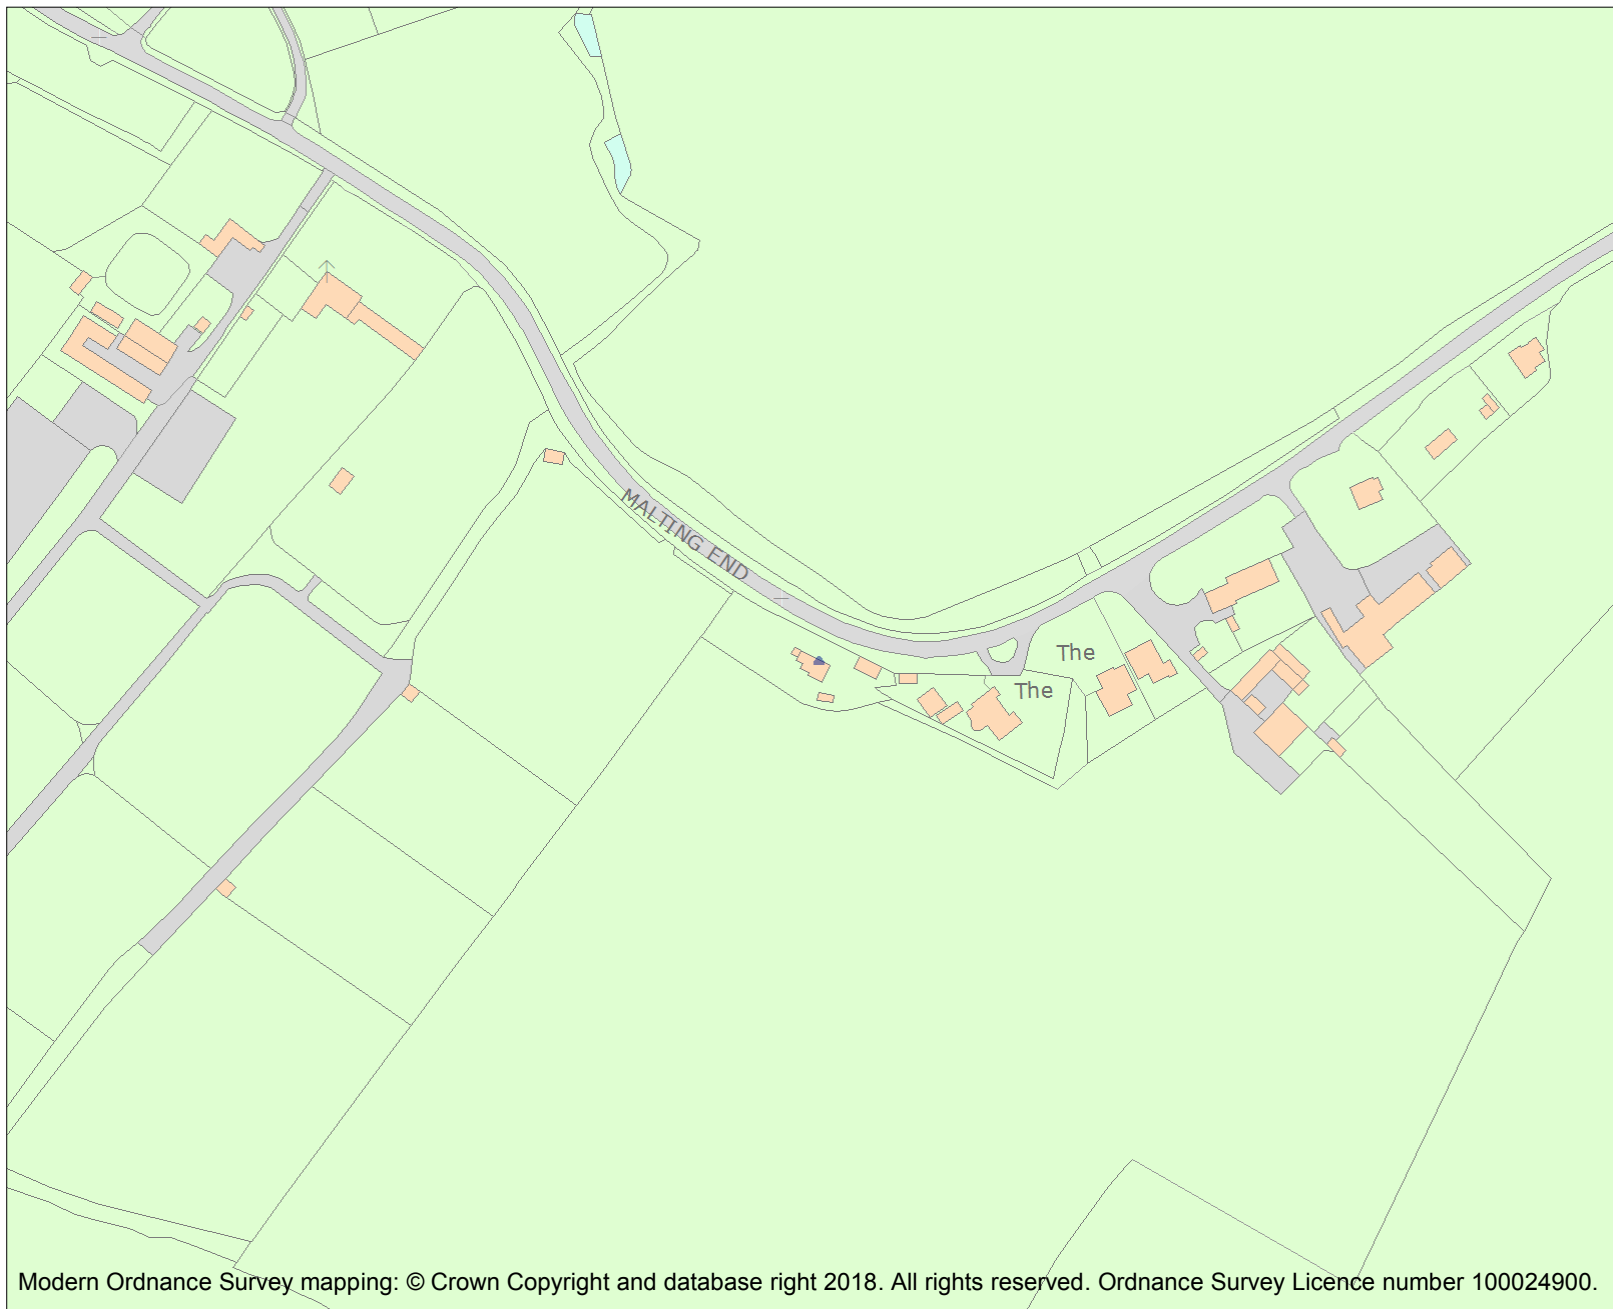 MALTING END
The
The
Modern Ordnance Survey mapping: © Crown Copyright and database right 2018. All rights reserved. Ordnance Survey Licence number 100024900.